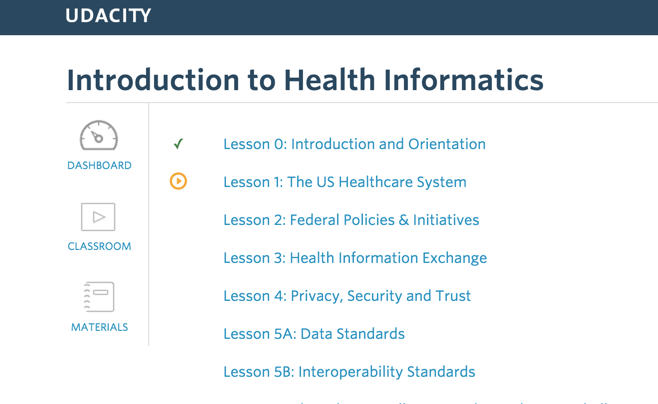 UDACITY
Introduction to Health Informatics
DASHBOARD
CLASSROOM
MATERIALS
Lesson 0: Introduction and Orientation
Lesson 1: The US Healthcare System
Lesson 2: Federal Policies & Initiatives
Lesson 3: Health Information Exchange
Lesson 4: Privacy, Security and Trust
Lesson 5A: Data Standards
Lesson 5B: Interoperability Standards